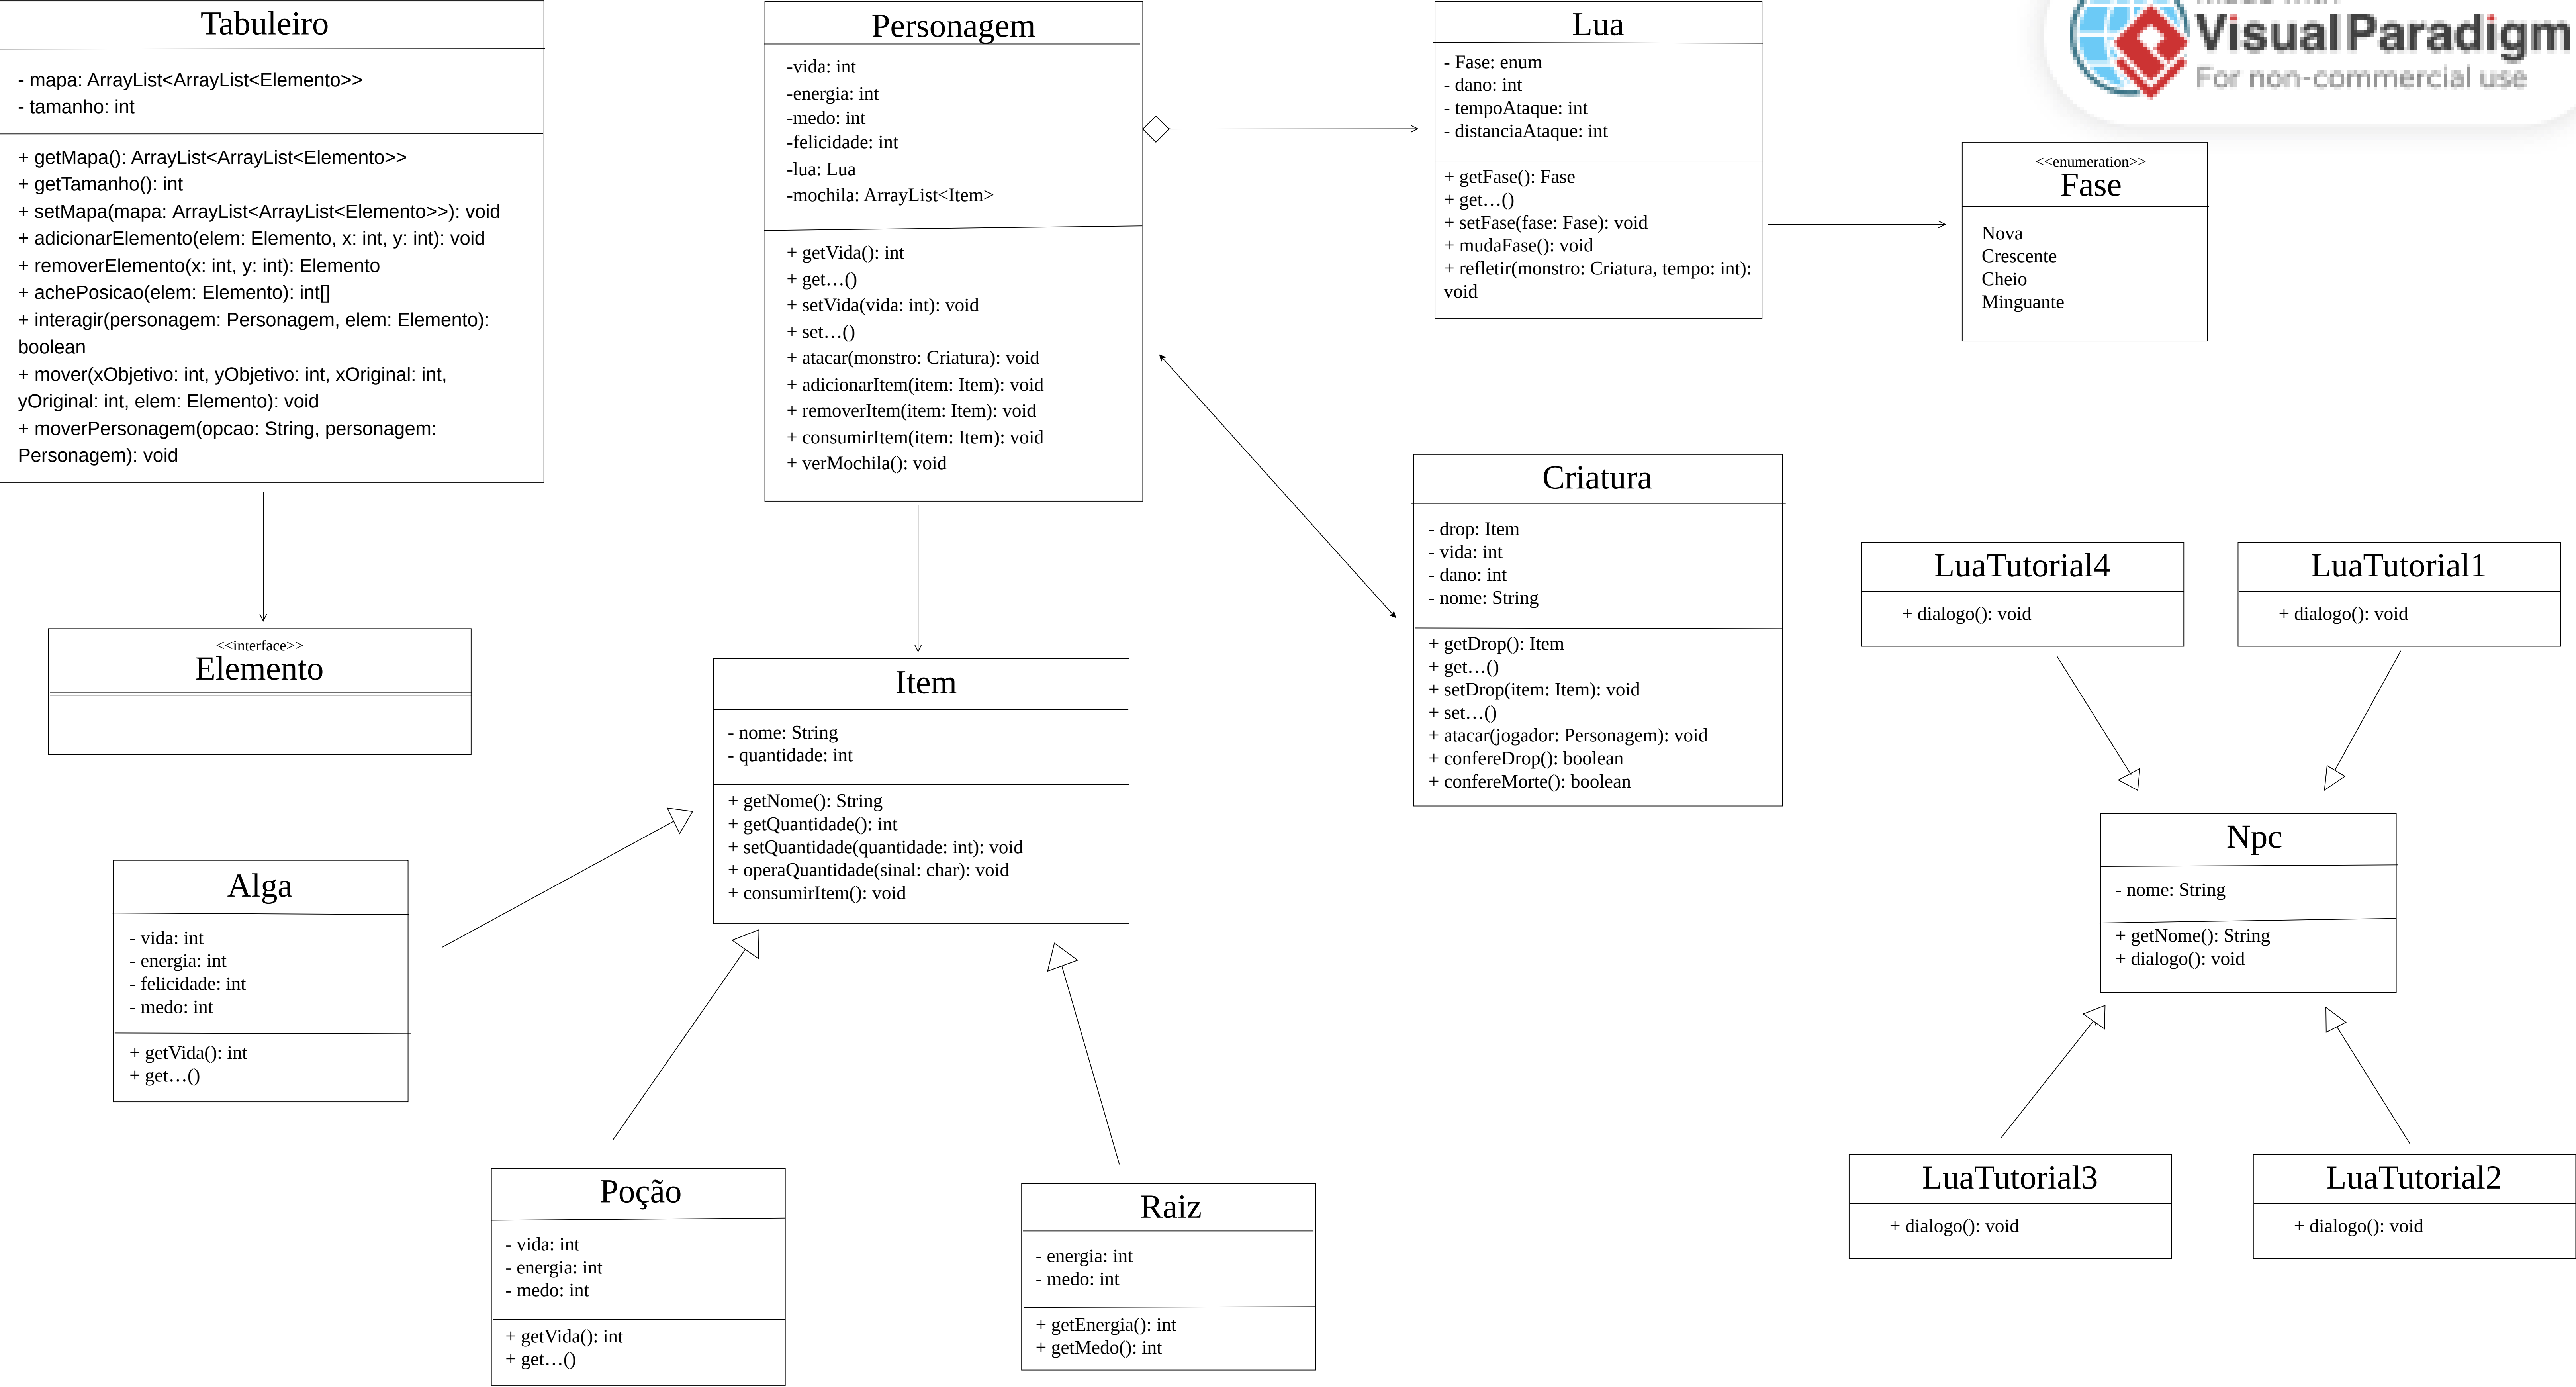 Tabuleiro
- mapa: ArrayList<ArrayList<Elemento>>
- tamanho: int
+ getMapa(): ArrayList<ArrayList<Elemento>>
+ getTamanho(): int
+ setMapa(mapa: ArrayList<ArrayList<Elemento>>): void
+ adicionarElemento(elem: Elemento, x: int, y: int): void
+ removerElemento(x: int, y: int): Elemento
+ achePosicao(elem: Elemento): int[]
+ interagir(personagem: Personagem, elem: Elemento):
boolean
+ mover(xObjetivo: int, yObjetivo: int, xOriginal: int,
yOriginal: int, elem: Elemento): void
+ moverPersonagem(opcao: String, personagem:
Personagem): void
Personagem
-vida: int
-energia: int
-medo: int
-felicidade: int
-lua: Lua
-mochila: ArrayList<Item>
+ getVida(): int
+ get…()
+ setVida(vida: int): void
+ set…()
+ atacar(monstro: Criatura): void
+ adicionarItem(item: Item): void
+ removerItem(item: Item): void
+ consumirItem(item: Item): void
+ verMochila(): void
Lua
- Fase: enum
- dano: int
- tempoAtaque: int
- distanciaAtaque: int
+ getFase(): Fase
+ get…()
+ setFase(fase: Fase): void
+ mudaFase(): void
+ refletir(monstro: Criatura, tempo: int):
void
Visual Paradigm
For non-commercial use
<<enumeration>>
Fase
Nova
Crescente
Cheio
Minguante
Criatura
- drop: Item
- vida: int
- dano: int
- nome: String
+ getDrop(): Item
+ get…()
+ setDrop(item: Item): void
+ set…()
+ atacar(jogador: Personagem): void
+ confereDrop(): boolean
+ confereMorte(): boolean
LuaTutorial4
+ dialogo(): void
LuaTutorial1
+ dialogo(): void
<<interface>>
Elemento
Item
- nome: String
- quantidade: int
+ getNome(): String
+ getQuantidade(): int
+ setQuantidade(quantidade: int): void
+ operaQuantidade(sinal: char): void
+ consumirItem(): void
Npc
- nome: String
+ getNome(): String
+ dialogo(): void
Alga
- vida: int
- energia: int
- felicidade: int
- medo: int
+ getVida(): int
+ get…()
Poção
- vida: int
- energia: int
- medo: int
+ getVida(): int
+ get…()
Raiz
- energia: int
- medo: int
+ getEnergia(): int
+ getMedo(): int
LuaTutorial3
+ dialogo(): void
LuaTutorial2
+ dialogo(): void